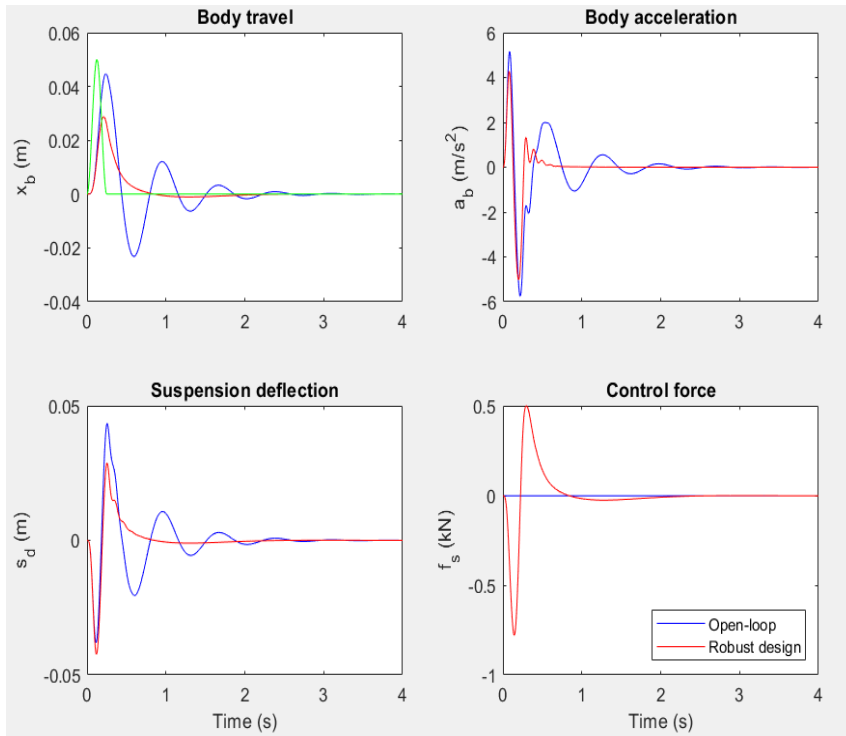 Body travel
0.06
0.04
0.02
0
-0.02
-0.04
x_b (m)
0 1 2 3 4
Body acceleration
6
4
2
0
-2
-4
-6
a_b (m/s^2)
0 1 2 3 4
Suspension deflection
0.05
0
-0.05
s_d (m)
0 1 2 3 4
Time (s)
Control force
0.5
0
-0.5
-1
f_s (kN)
Open-loop
Robust design
0 1 2 3 4
Time (s)